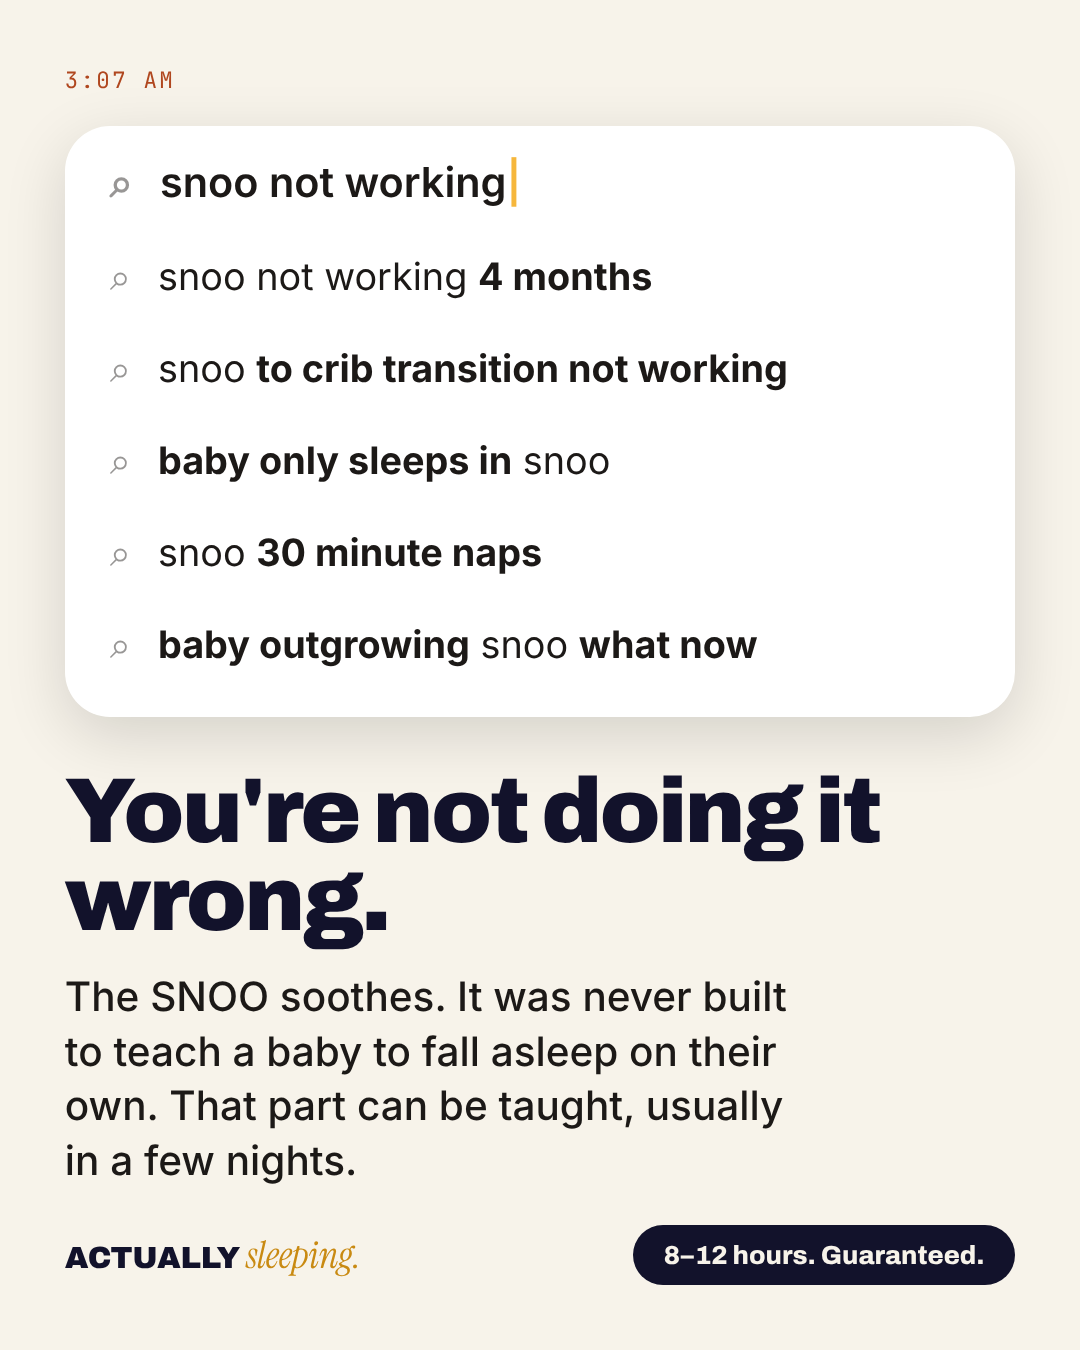 3:07 AM
snoo not working
snoo not working 4 months
snoo to crib transition not working
baby only sleeps in snoo
snoo 30 minute naps
baby outgrowing snoo what now
You're not doing it
wrong.
The SNOO soothes. It was never built
to teach a baby to fall asleep on their
own. That part can be taught, usually
in a few nights.
ACTUALLY sleeping.
8–12 hours. Guaranteed.